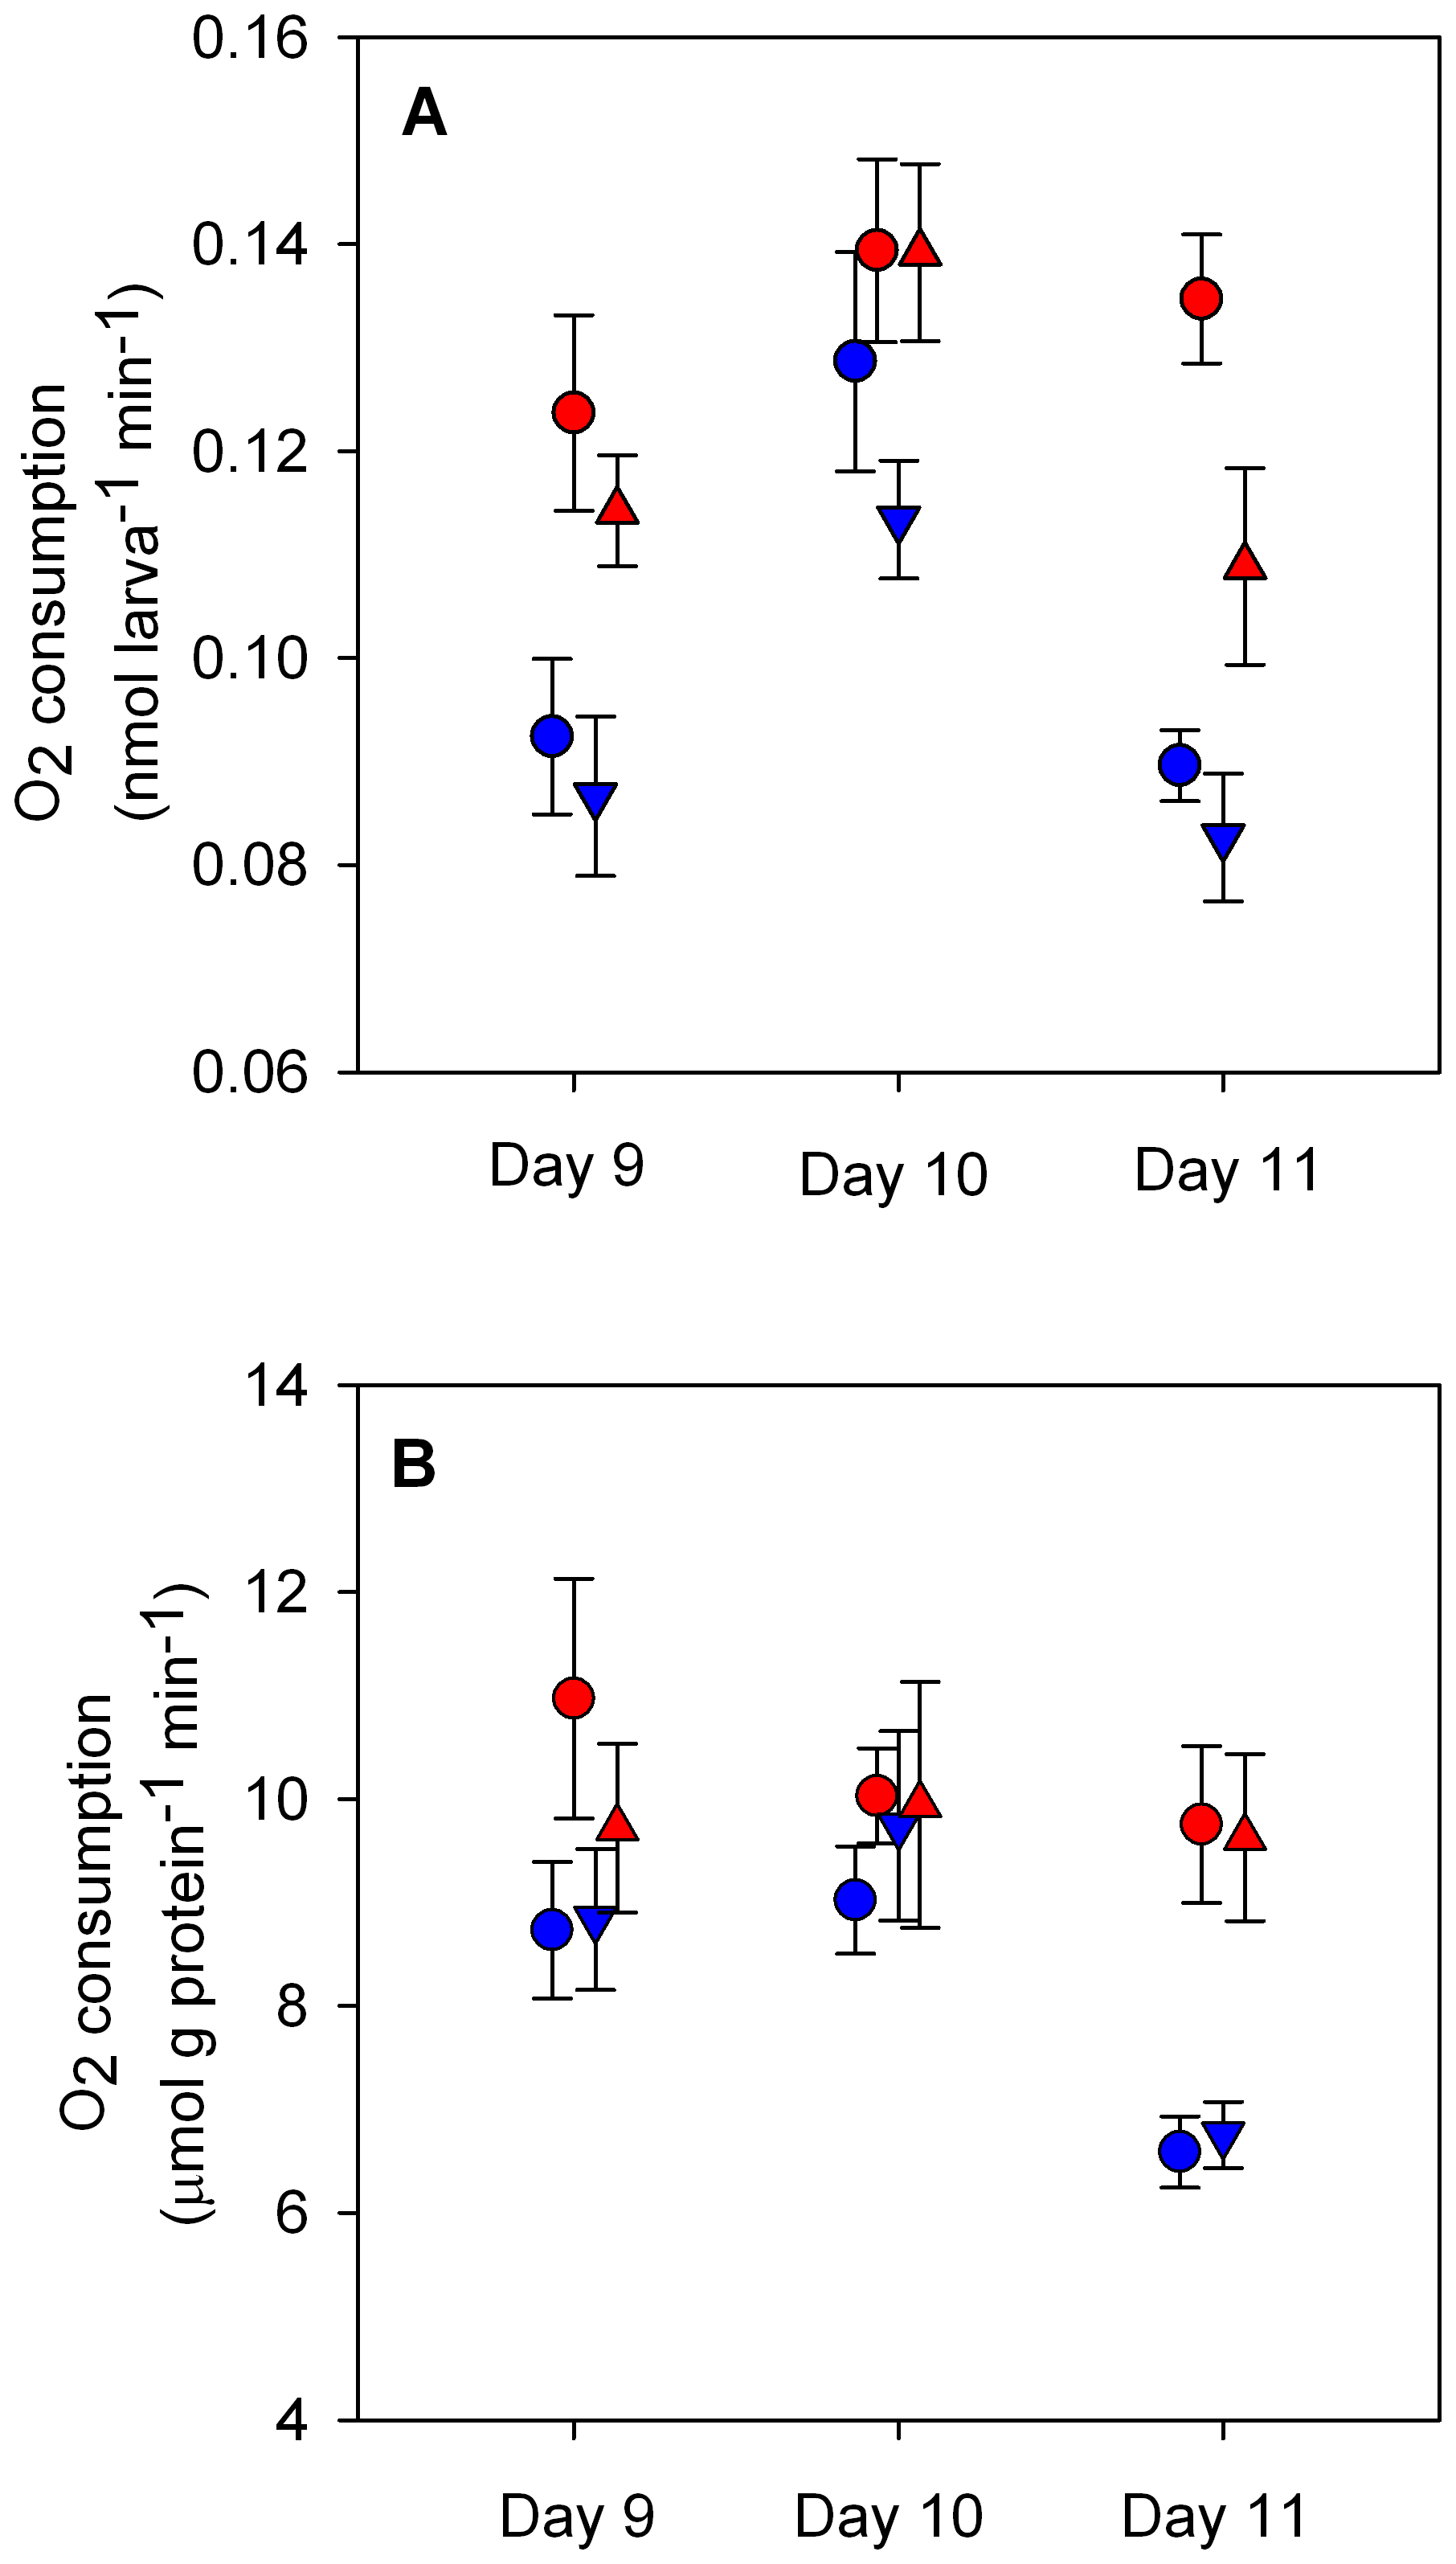 0.16
A
0.14
0.12
0.10
0.08
0.06
O2 consumption
(nmol larva-1 min-1)
Day 9
Day 10
Day 11
14
B
12
10
8
6
4
O2 consumption
(μmol g protein-1 min-1)
Day 9
Day 10
Day 11